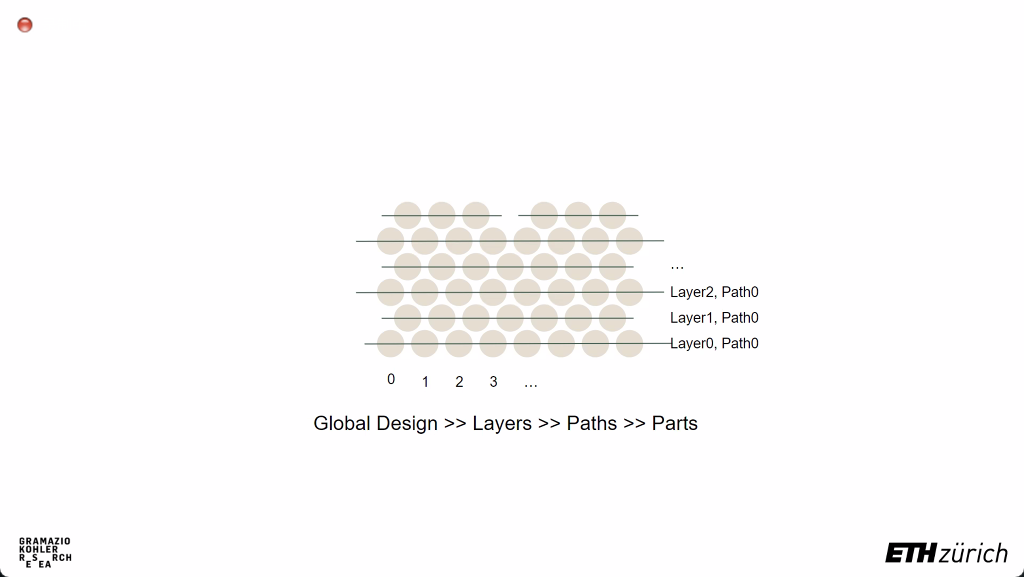 …
Layer2, Path0
Layer1, Path0
Layer0, Path0
0 1 2 3 …
Global Design >> Layers >> Paths >> Parts
GRAMAZIO
KOHLER
RESEARCH
ETH zürich